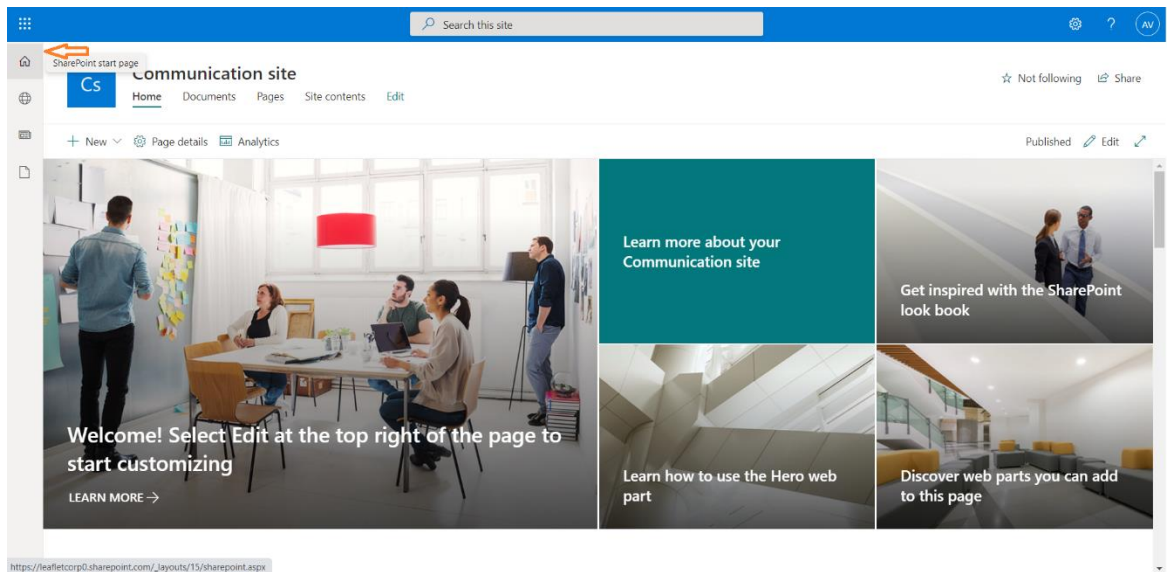 Search this site
?
AV
SharePoint start page
Cs
Communication site
Home Documents Pages Site contents Edit
Not following Share
New Page details Analytics
Published Edit
Welcome! Select Edit at the top right of the page to
start customizing
LEARN MORE
Learn more about your
Communication site
Get inspired with the SharePoint
look book
Learn how to use the Hero web
part
Discover web parts you can add
to this page
https://leafletcorp0.sharepoint.com/_layouts/15/sharepoint.aspx